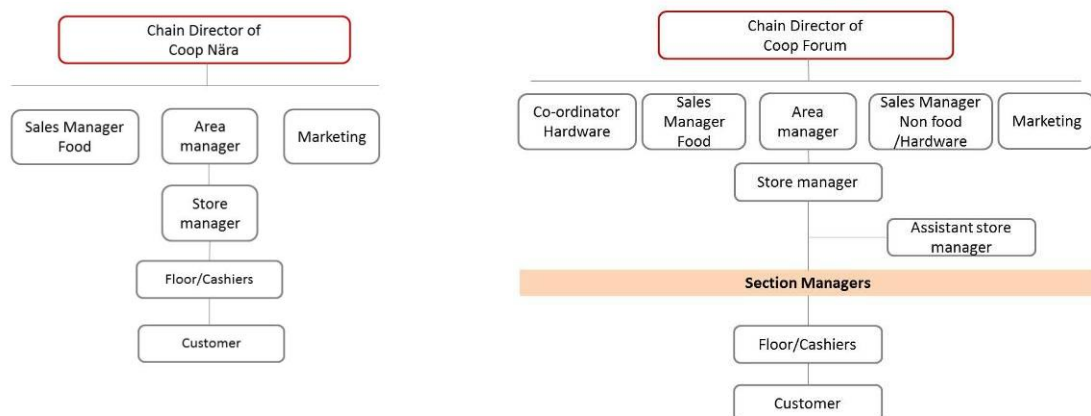 Chain Director of
Coop Nära
Sales Manager
Food
Area
manager
Marketing
Store
manager
Floor/Cashiers
Customer
Chain Director of
Coop Forum
Co-ordinator
Hardware
Sales
Manager
Food
Area
manager
Sales Manager
Non food
/Hardware
Marketing
Store manager
Assistant store
manager
Section Managers
Floor/Cashiers
Customer